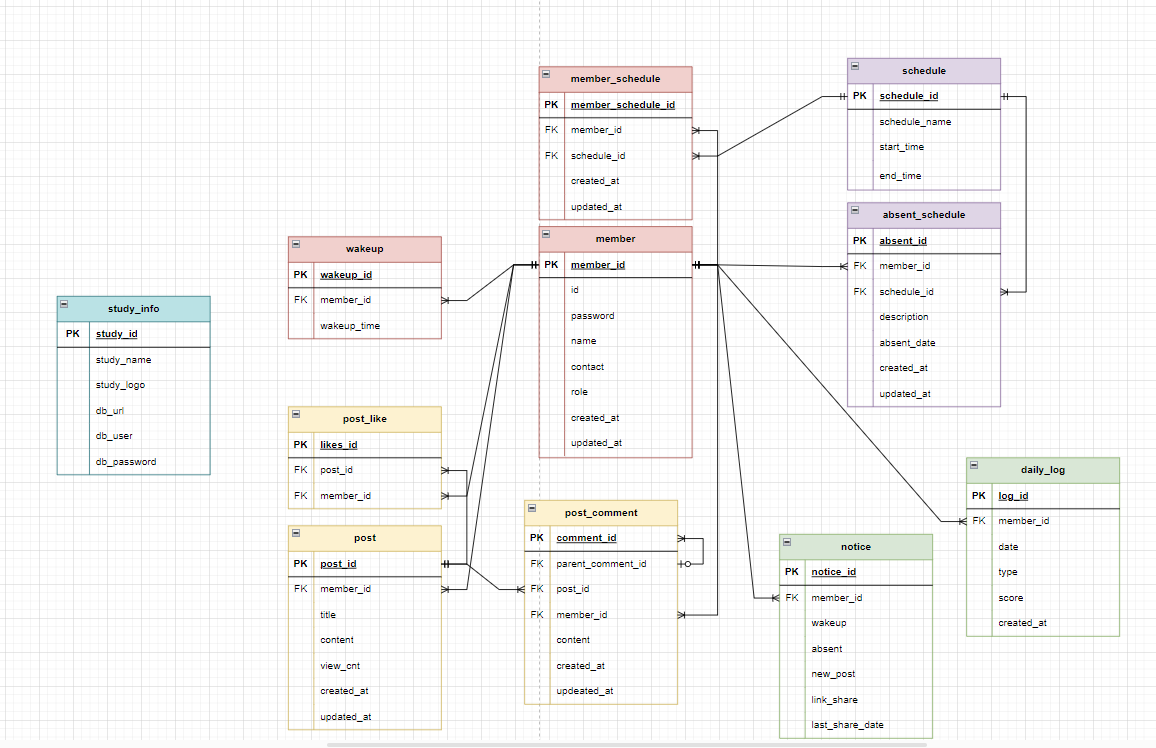 member_schedule
PK member_schedule_id
FK member_id
FK schedule_id
created_at
updated_at
schedule
PK schedule_id
schedule_name
start_time
end_time
absent_schedule
PK absent_id
FK member_id
FK schedule_id
description
absent_date
created_at
updated_at
member
PK member_id
id
password
name
contact
role
created_at
updated_at
wakeup
PK wakeup_id
FK member_id
wakeup_time
study_info
PK study_id
study_name
study_logo
db_url
db_user
db_password
post_like
PK likes_id
FK post_id
FK member_id
post
PK post_id
FK member_id
title
content
view_cnt
created_at
updated_at
post_comment
PK comment_id
FK parent_comment_id
FK post_id
FK member_id
content
created_at
updeated_at
notice
PK notice_id
FK member_id
wakeup
absent
new_post
link_share
last_share_date
daily_log
PK log_id
FK member_id
date
type
score
created_at